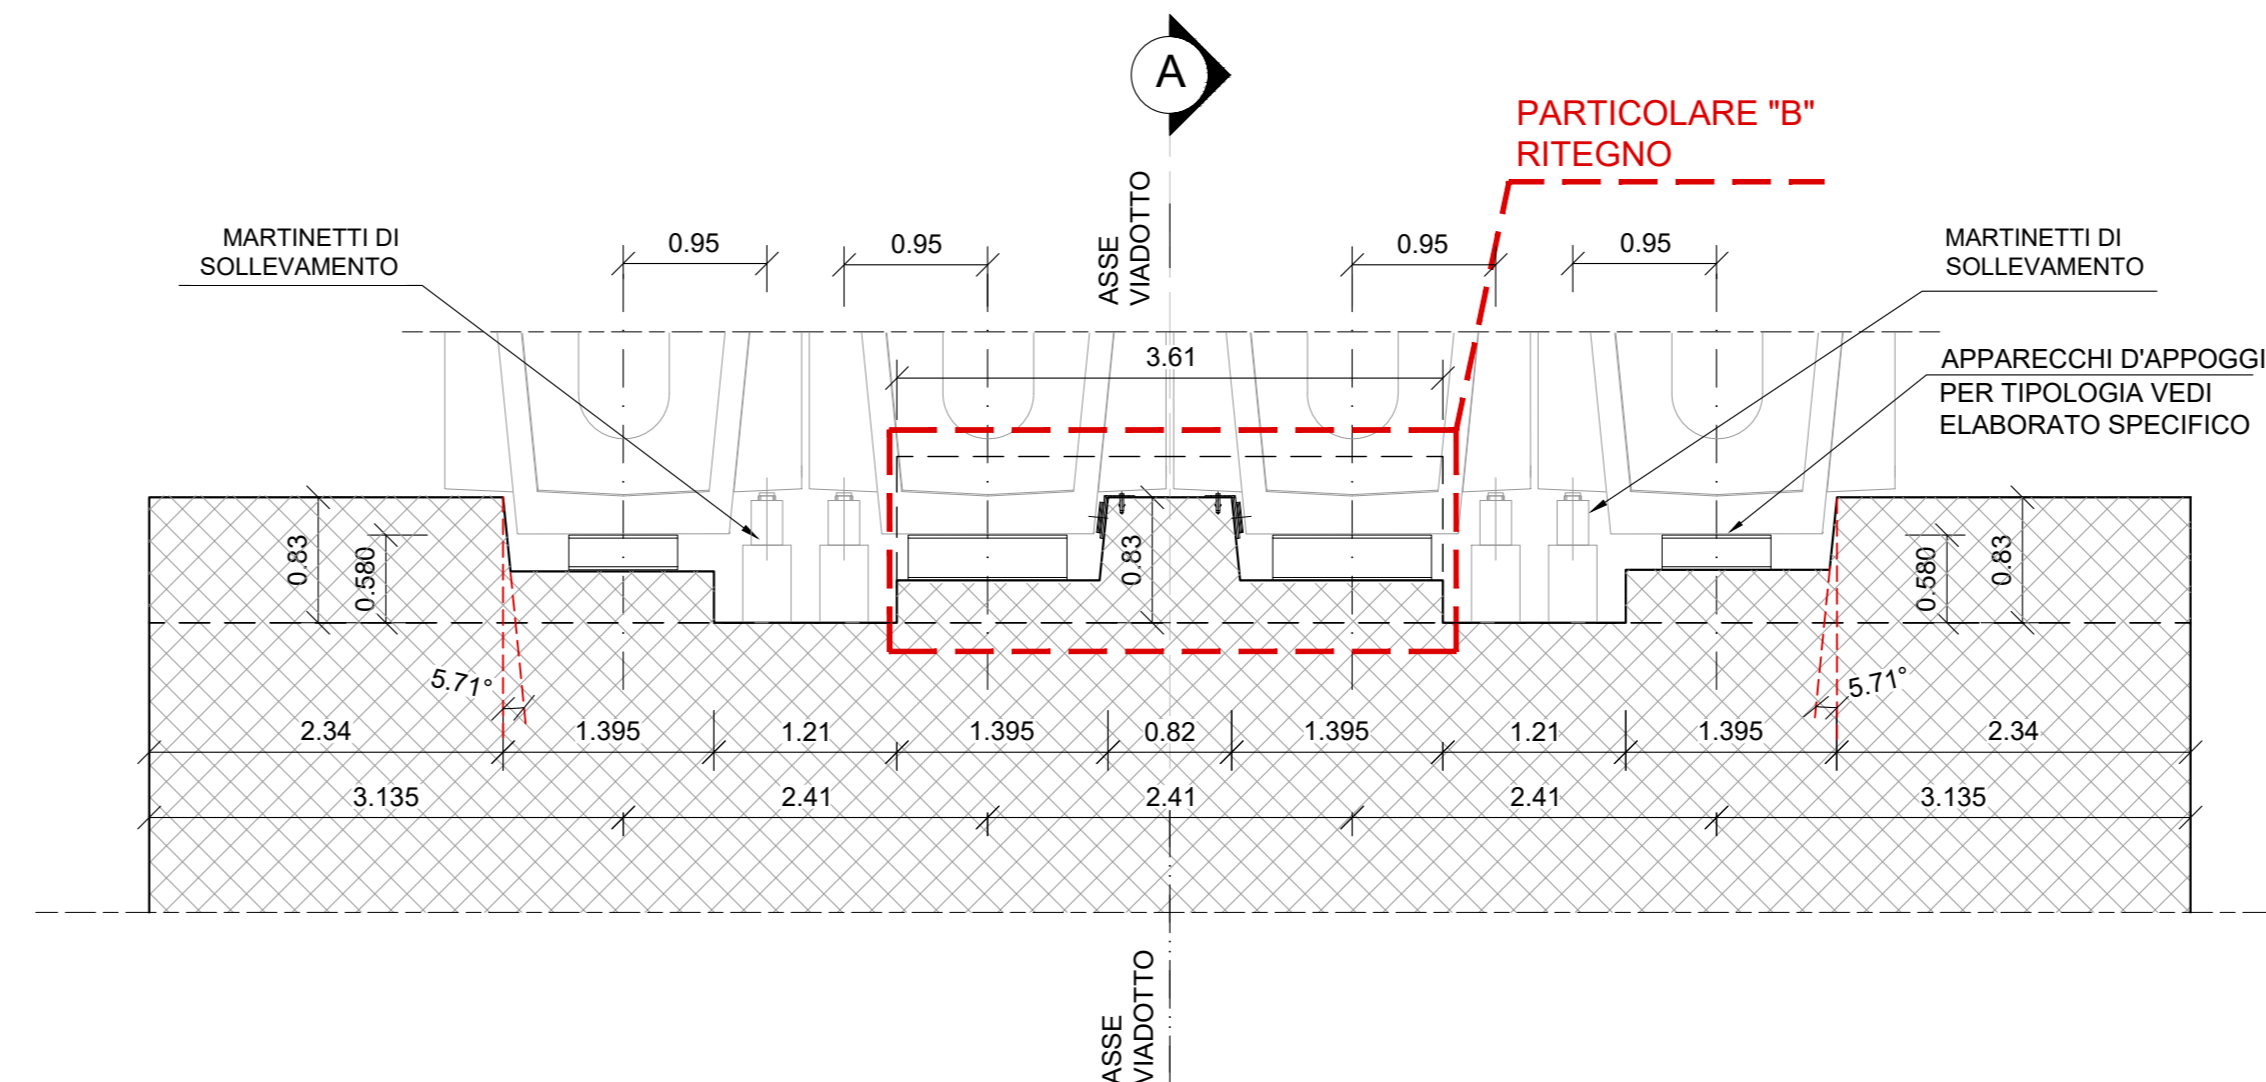 A
PARTICOLARE "B"
RITEGNO
MARTINETTI DI
SOLLEVAMENTO
0.95
0.95
ASSE
VIADOTTO
0.95
0.95
MARTINETTI DI
SOLLEVAMENTO
3.61
APPARECCHI D'APPOGGI
PER TIPOLOGIA VEDI
ELABORATO SPECIFICO
0.83
0.580
0.83
0.580
0.83
5.71°
5.71°
2.34
1.395
1.21
1.395
0.82
1.395
1.21
1.395
2.34
3.135
2.41
2.41
2.41
3.135
ASSE
VIADOTTO